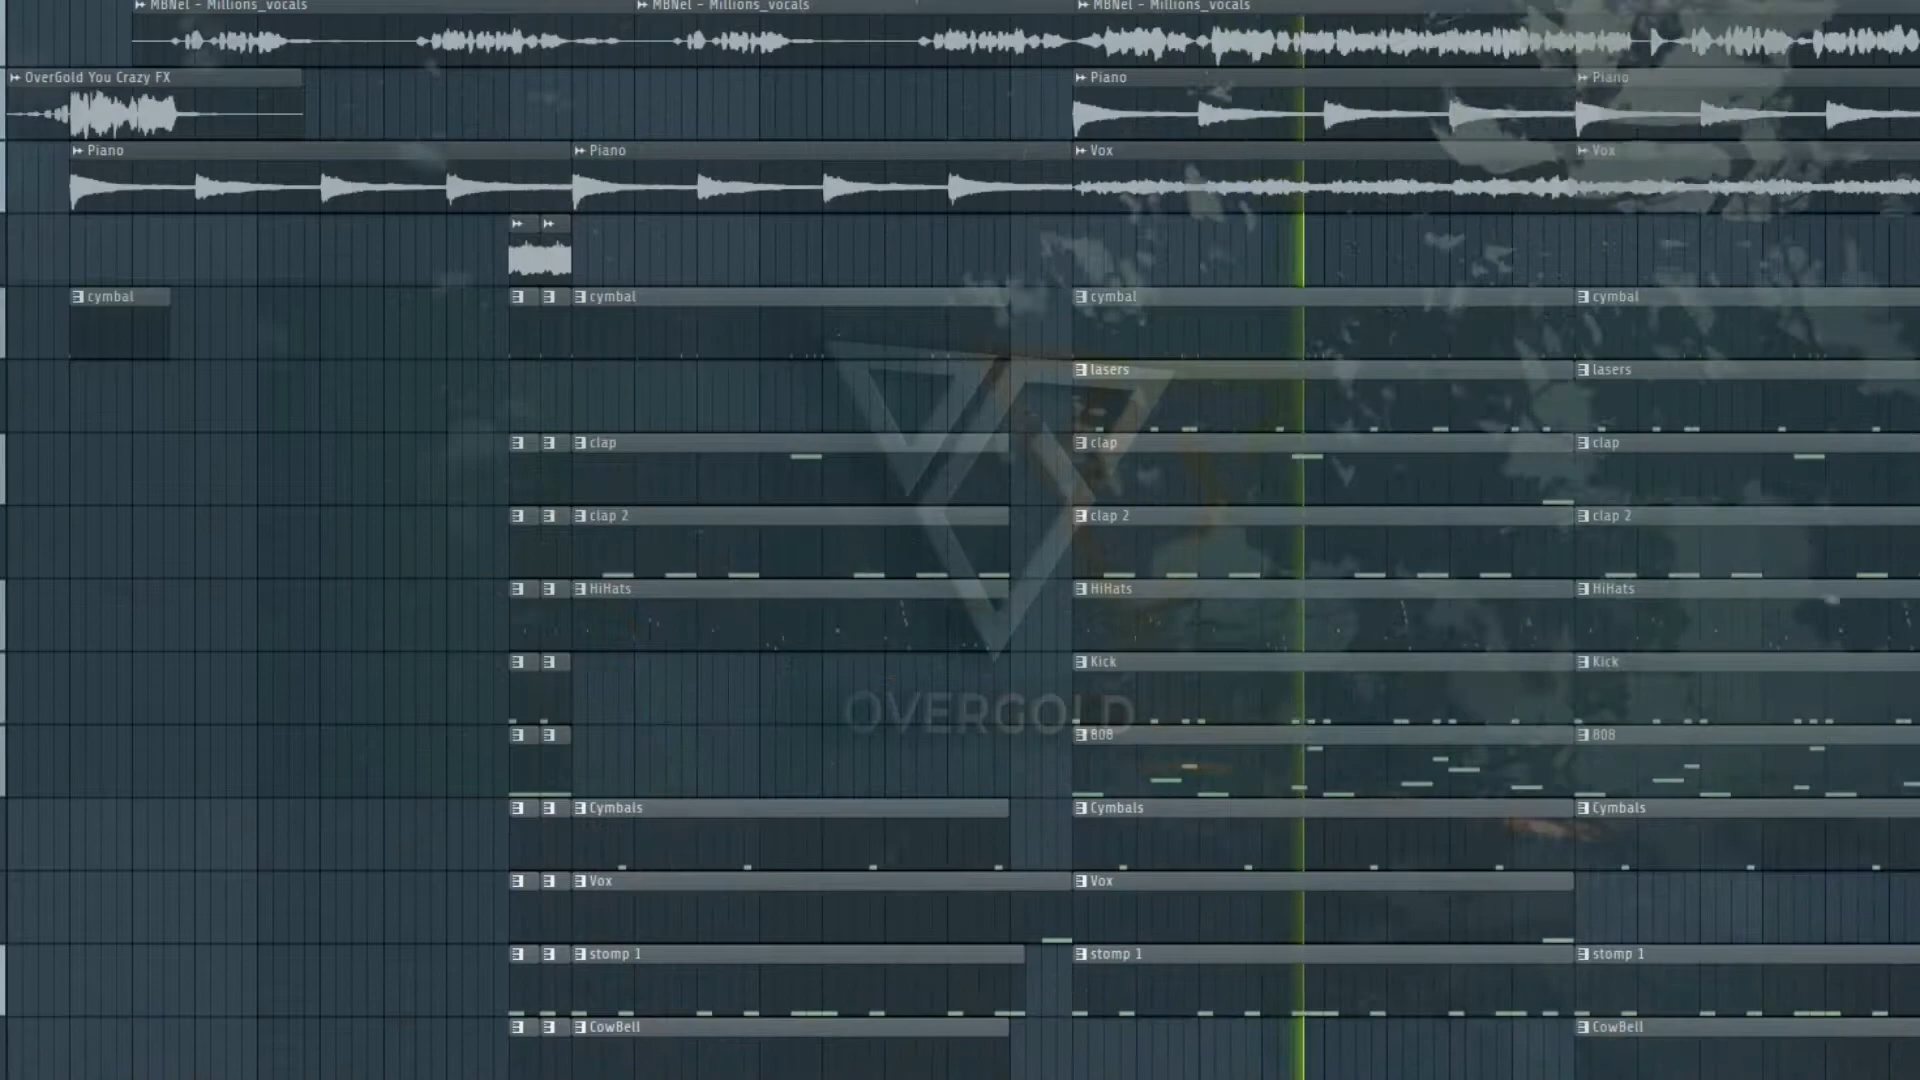 MBNel - Millions_vocals MBNel - Millions_vocals MBNel - Millions_vocals
OverGold You Crazy FX Piano Piano
Piano Piano Vox Vox
cymbal cymbal cymbal cymbal
lasers lasers
clap clap clap
clap 2 clap 2 clap 2
HiHats HiHats HiHats
Kick Kick
OVERGOLD
808 808
Cymbals Cymbals Cymbals
Vox Vox
stomp 1 stomp 1 stomp 1
CowBell CowBell